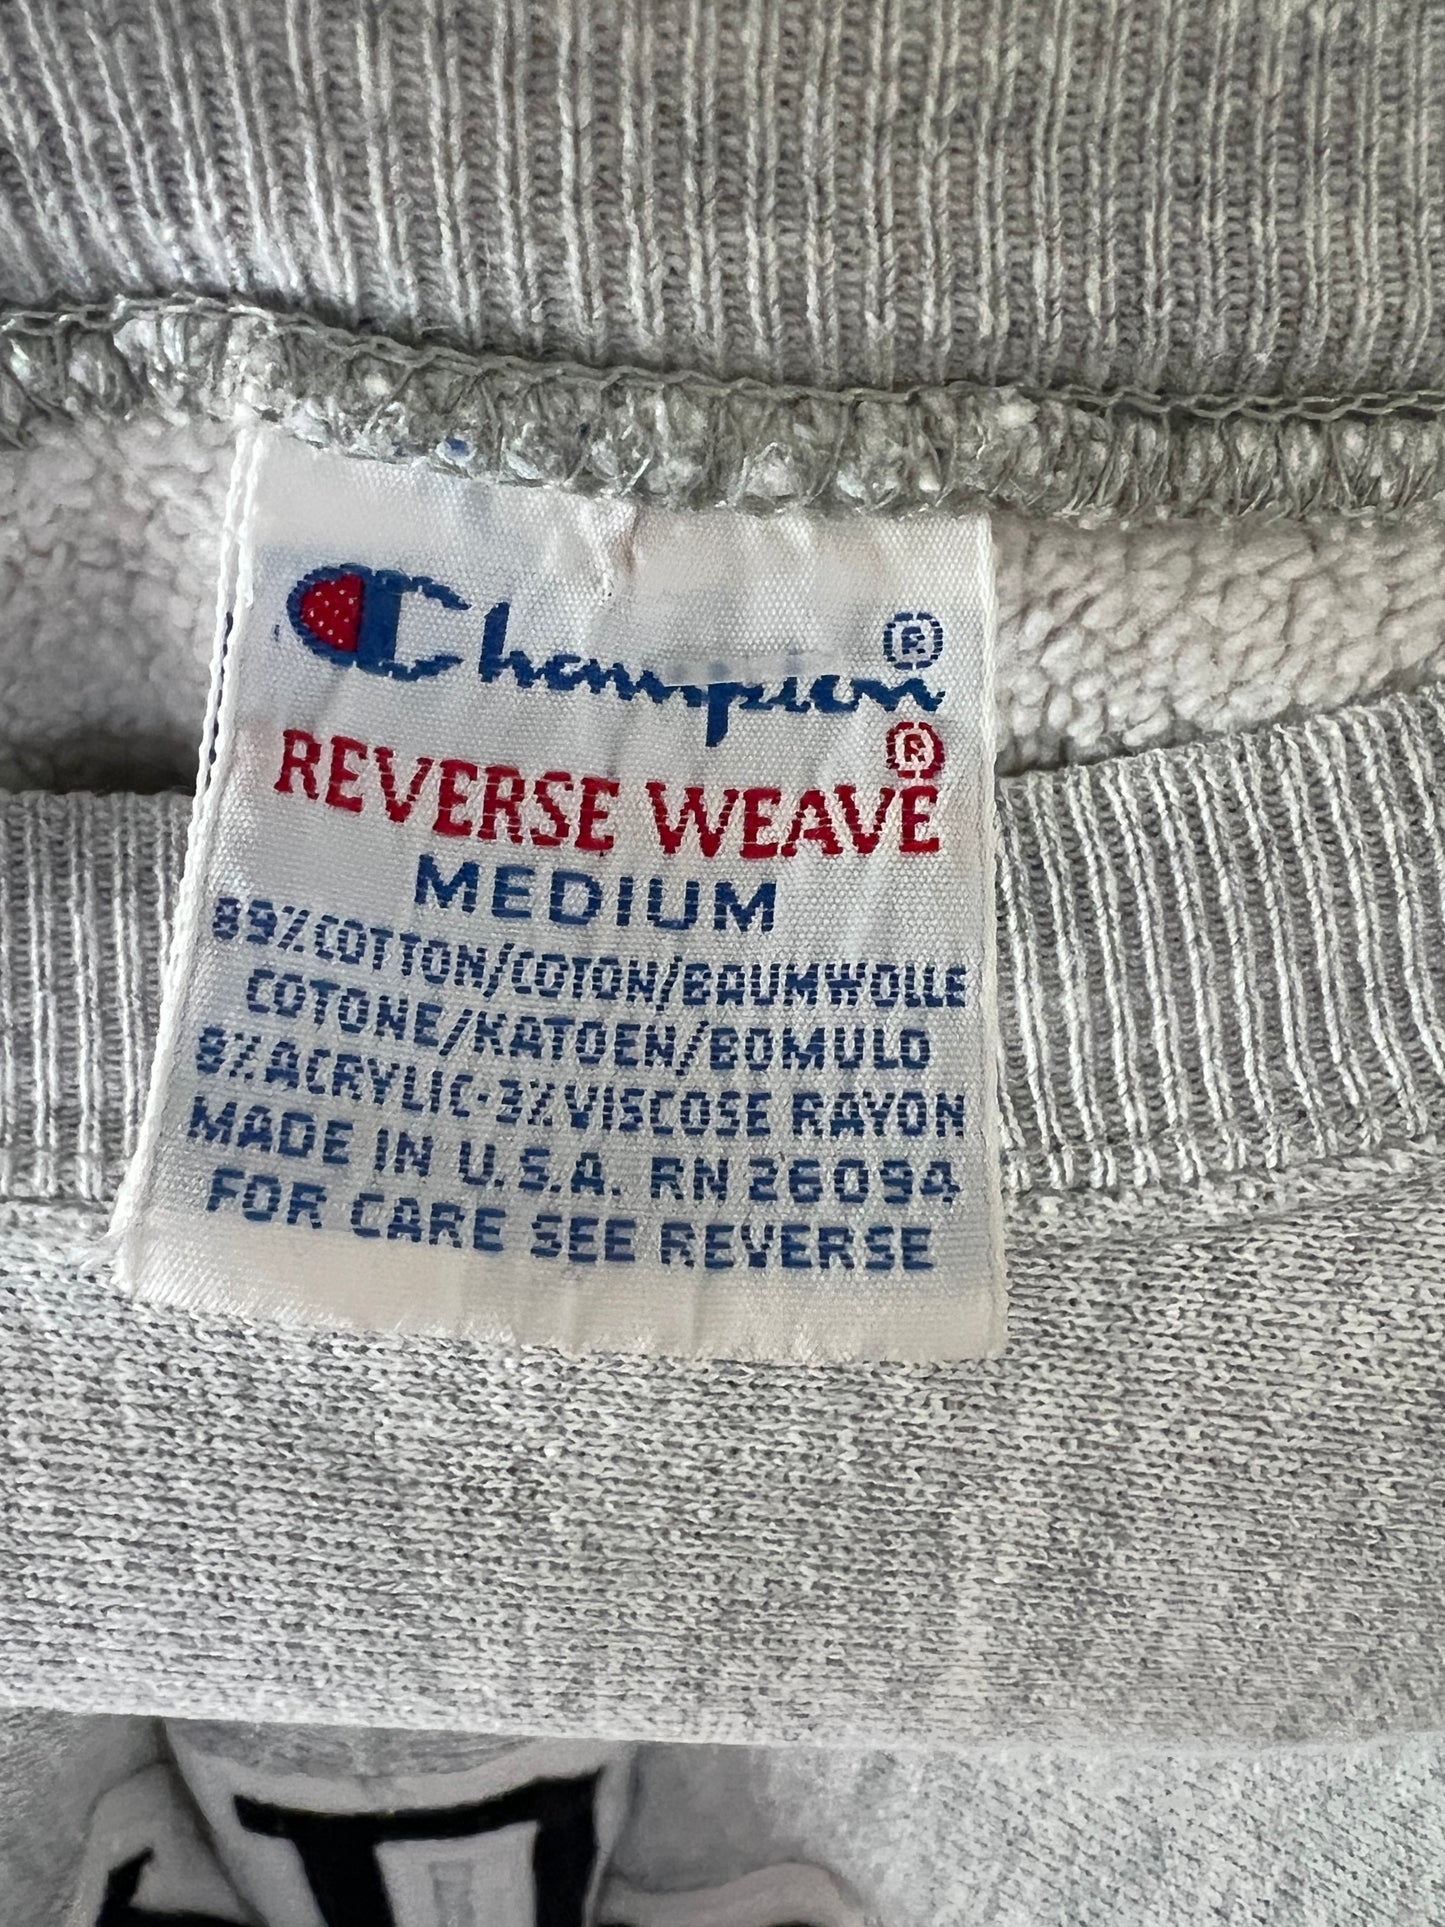 Champion®
REVERSE WEAVE®
MEDIUM
89%COTTON/COTON/BAUMWOLLE
COTONE/KATOEN/BOMULD
8%ACRYLIC·3%VISCOSE RAYON
MADE IN U.S.A. RN 26094
FOR CARE SEE REVERSE